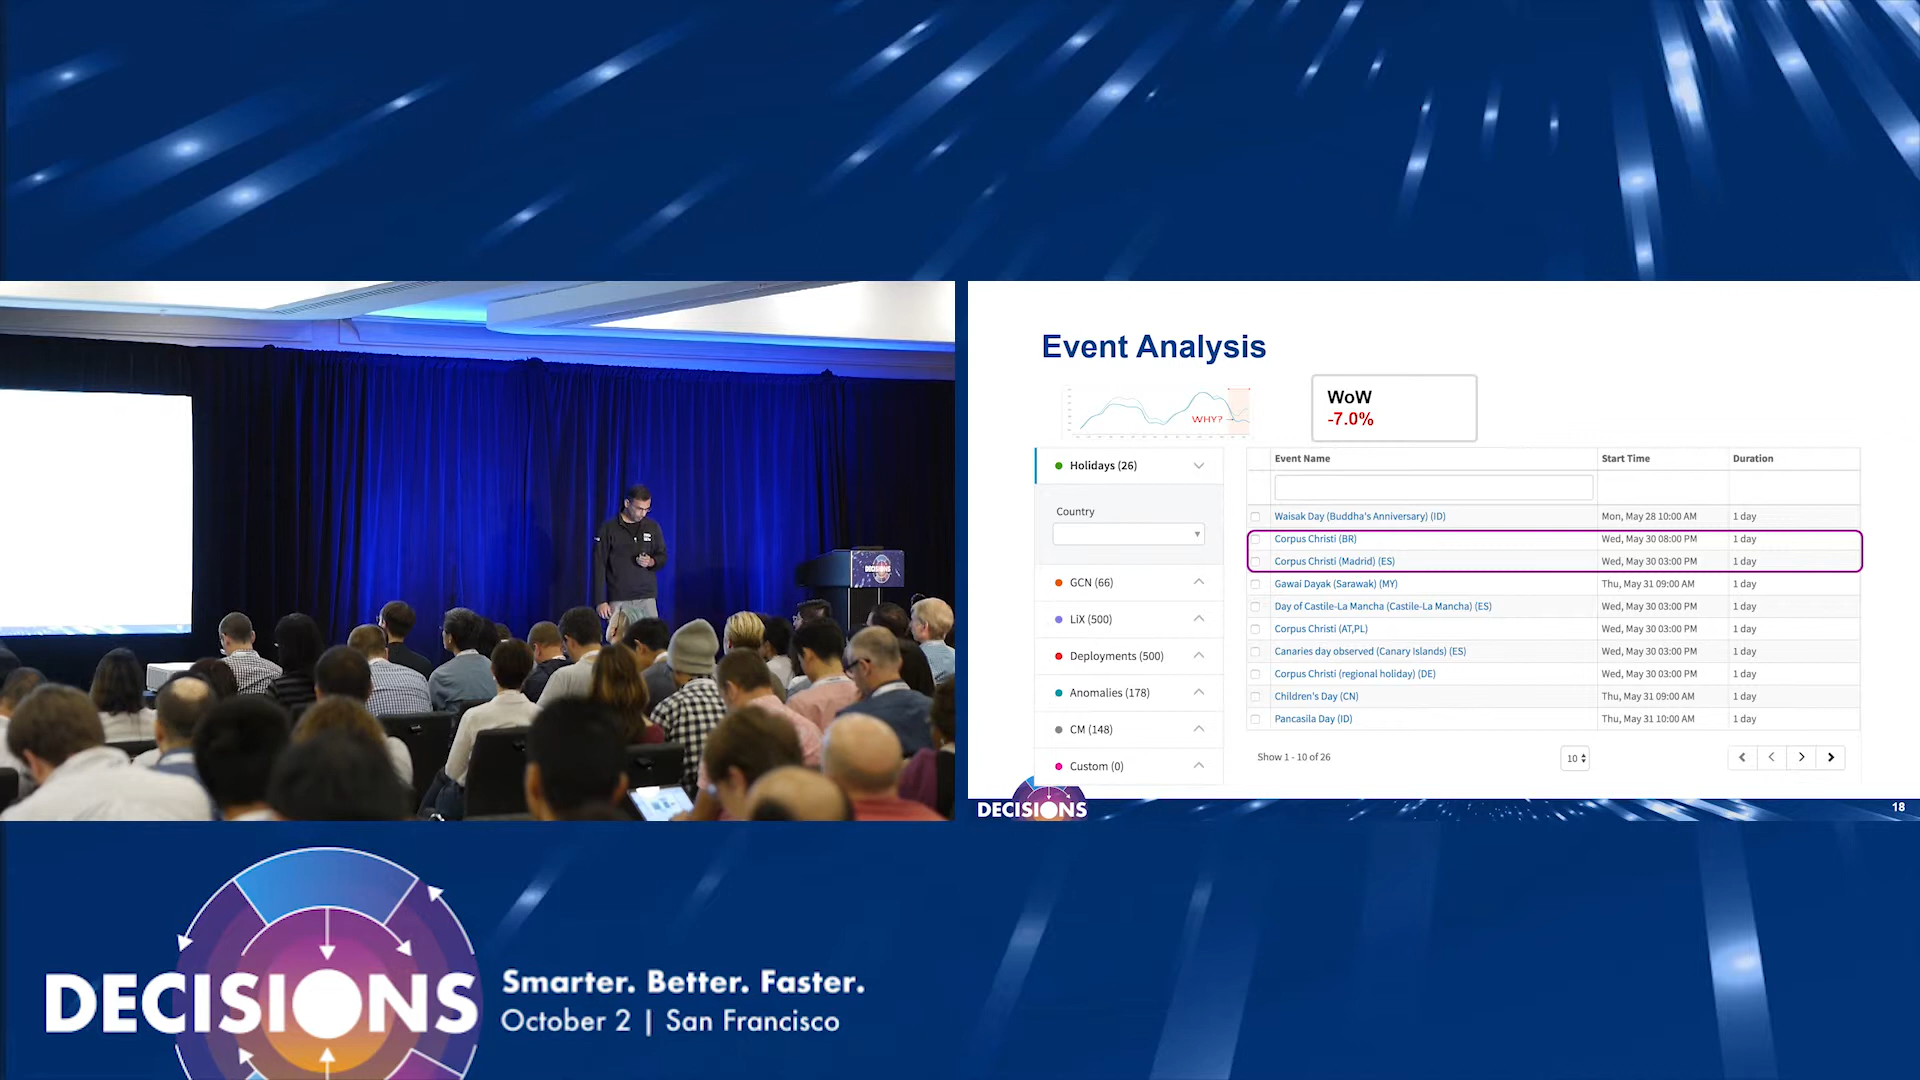 Event Analysis
WHY?
WoW
-7.0%
Holidays (26)
Country
GCN (66)
LiX (500)
Deployments (500)
Anomalies (178)
CM (148)
Custom (0)
Event Name Start Time Duration
Waisak Day (Buddha's Anniversary) (ID) Mon, May 28 10:00 AM 1 day
Corpus Christi (BR) Wed, May 30 08:00 PM 1 day
Corpus Christi (Madrid) (ES) Wed, May 30 03:00 PM 1 day
Gawai Dayak (Sarawak) (MY) Thu, May 31 09:00 AM 1 day
Day of Castile-La Mancha (Castile-La Mancha) (ES) Wed, May 30 03:00 PM 1 day
Corpus Christi (AT,PL) Wed, May 30 03:00 PM 1 day
Canaries day observed (Canary Islands) (ES) Wed, May 30 03:00 PM 1 day
Corpus Christi (regional holiday) (DE) Wed, May 30 03:00 PM 1 day
Children's Day (CN) Thu, May 31 09:00 AM 1 day
Pancasila Day (ID) Thu, May 31 10:00 AM 1 day
Show 1 - 10 of 26
10
DECISIONS
18
DECISIONS
DECISIONS
Smarter. Better. Faster.
October 2 | San Francisco